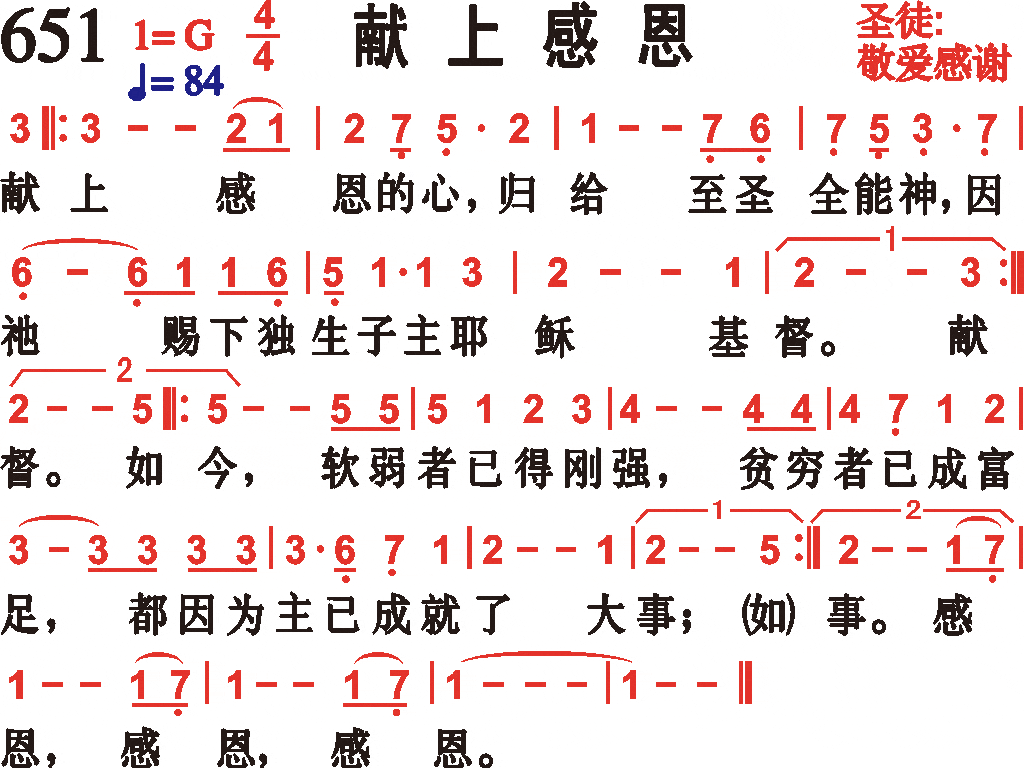 651 1=G 4/4 献上感恩 圣徒:
♩=84 敬爱感谢
3 ‖: 3 - - 2 1 | 2 7 5 · 2 | 1 - - 7 6 | 7 5 3 · 7 |
献上 感 恩的心，归 给 至圣 全能神，因
6 - 6 1 1 6 | 5 1·1 3 | 2 - - 1 | 1 2 - - 3 :‖
祂 赐下独生子主耶 稣 基督。 献
2 2 - - 5 ‖: 5 - - 5 5 | 5 1 2 3 | 4 - - 4 4 | 4 7 1 2 |
督。 如 今， 软弱者已得刚强， 贫穷者已成富
3 - 3 3 3 3 | 3·6 7 1 | 2 - - 1 | 1 2 - - 5 :‖ 2 2 - - 1 7 |
足， 都因为主已成就了 大事；(如)事。感
1 - - 1 7 | 1 - - 1 7 | 1 - - - | 1 - - ‖
恩， 感 恩，感 恩。